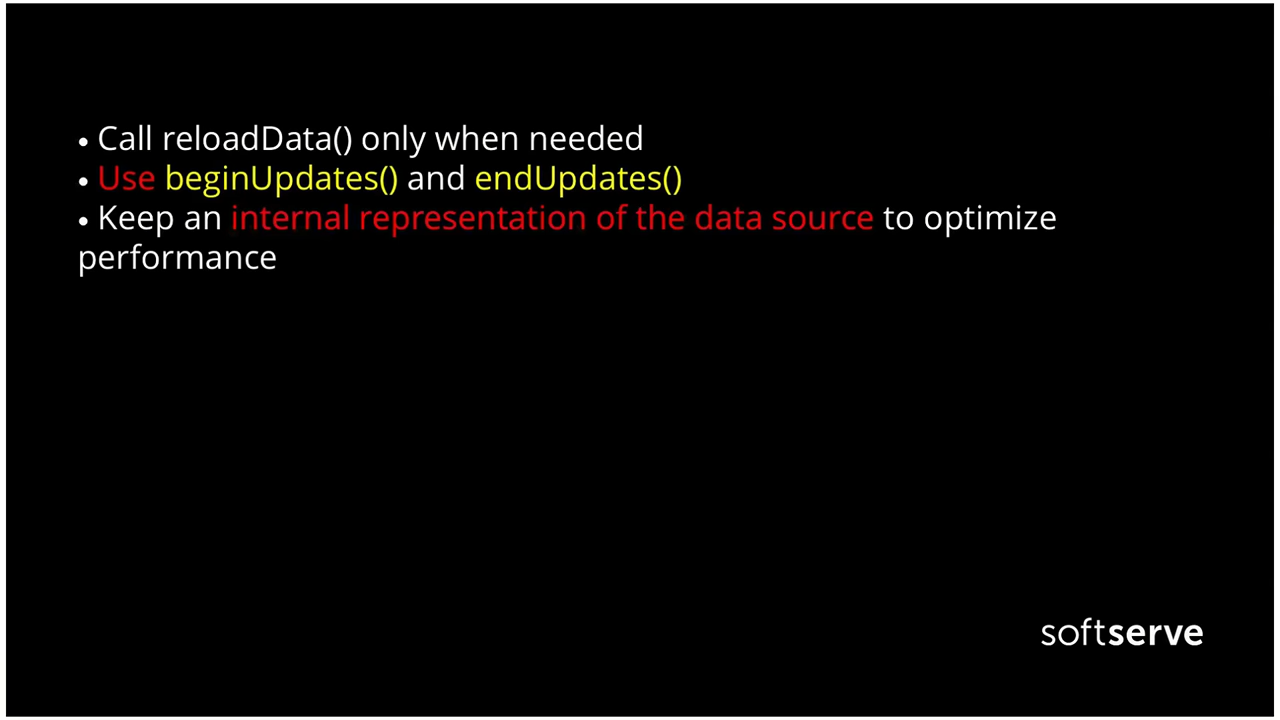 • Call reloadData() only when needed
• Use beginUpdates() and endUpdates()
• Keep an internal representation of the data source to optimize
performance
softserve